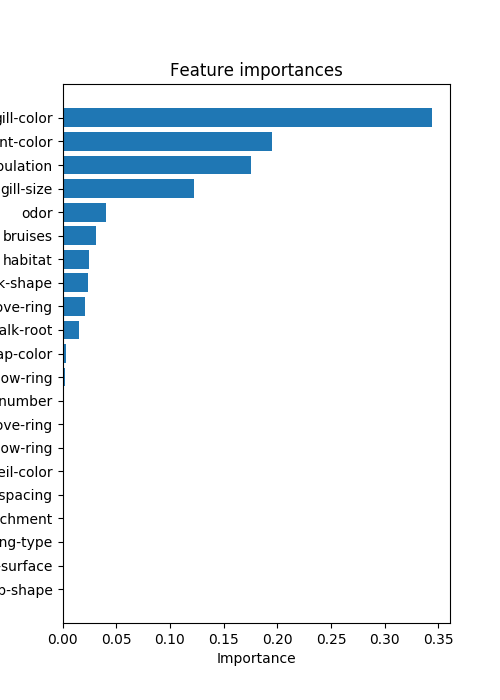 Feature importances
gill-color
nt-color
pulation
gill-size
odor
bruises
habitat
k-shape
ove-ring
alk-root
ap-color
ow-ring
number
ove-ring
ow-ring
eil-color
spacing
chment
ng-type
-surface
p-shape
0.00 0.05 0.10 0.15 0.20 0.25 0.30 0.35
Importance